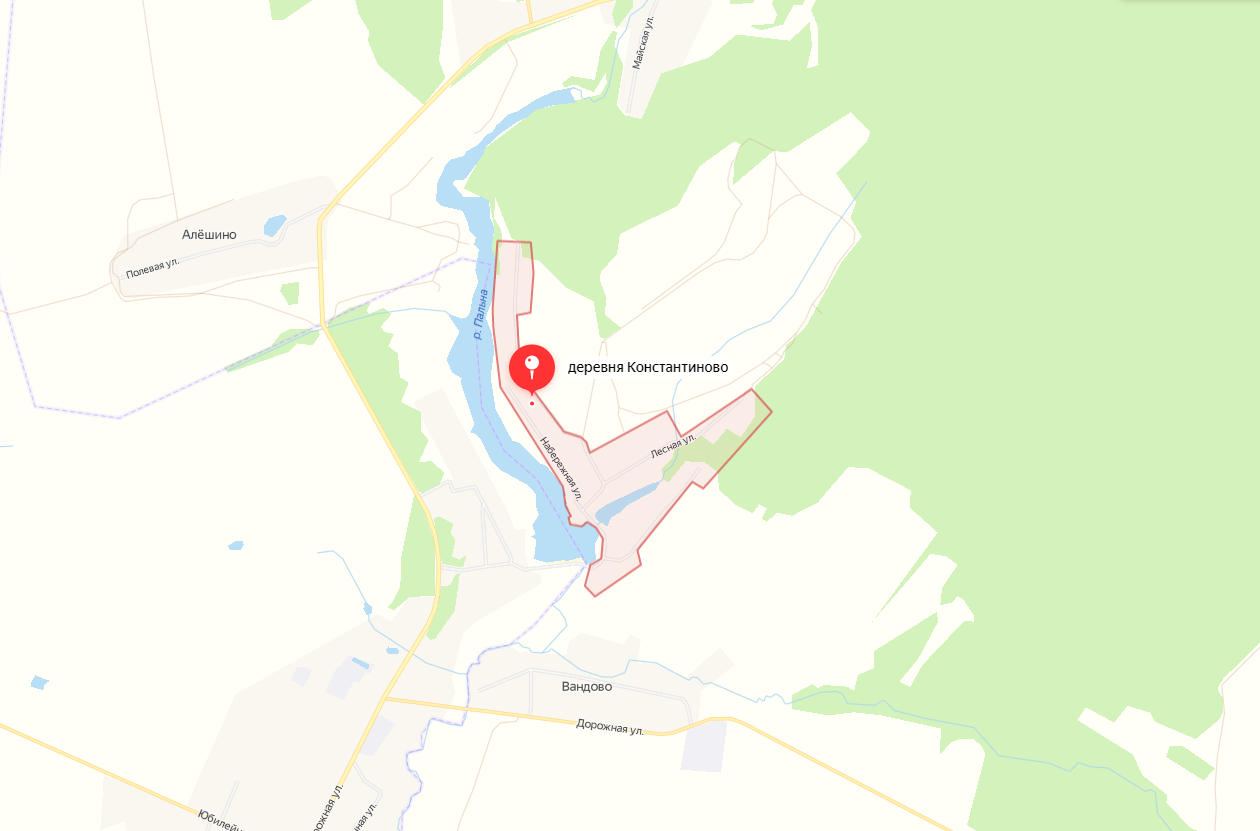 Майская ул.
Алёшино
Полевая ул.
р. Пальна
деревня Константиново
Набережная ул.
Лесная ул.
Вандово
Дорожная ул.